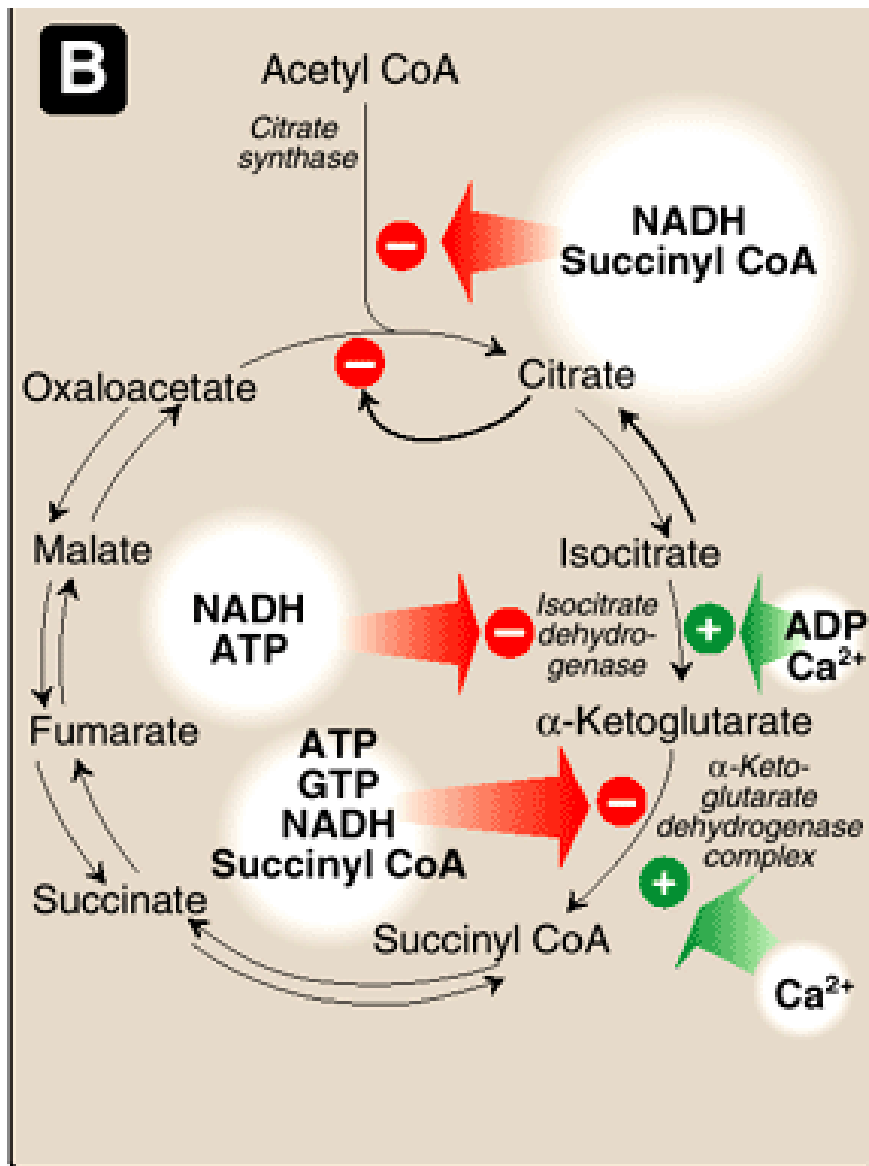 B
Acetyl CoA
Citrate
synthase
NADH
Succinyl CoA
Oxaloacetate
Citrate
Malate
Isocitrate
NADH
ATP
Isocitrate
dehydro-
genase
ADP
Ca²⁺
Fumarate
α-Ketoglutarate
ATP
GTP
NADH
Succinyl CoA
α-Keto-
glutarate
dehydrogenase
complex
Succinate
Succinyl CoA
Ca²⁺